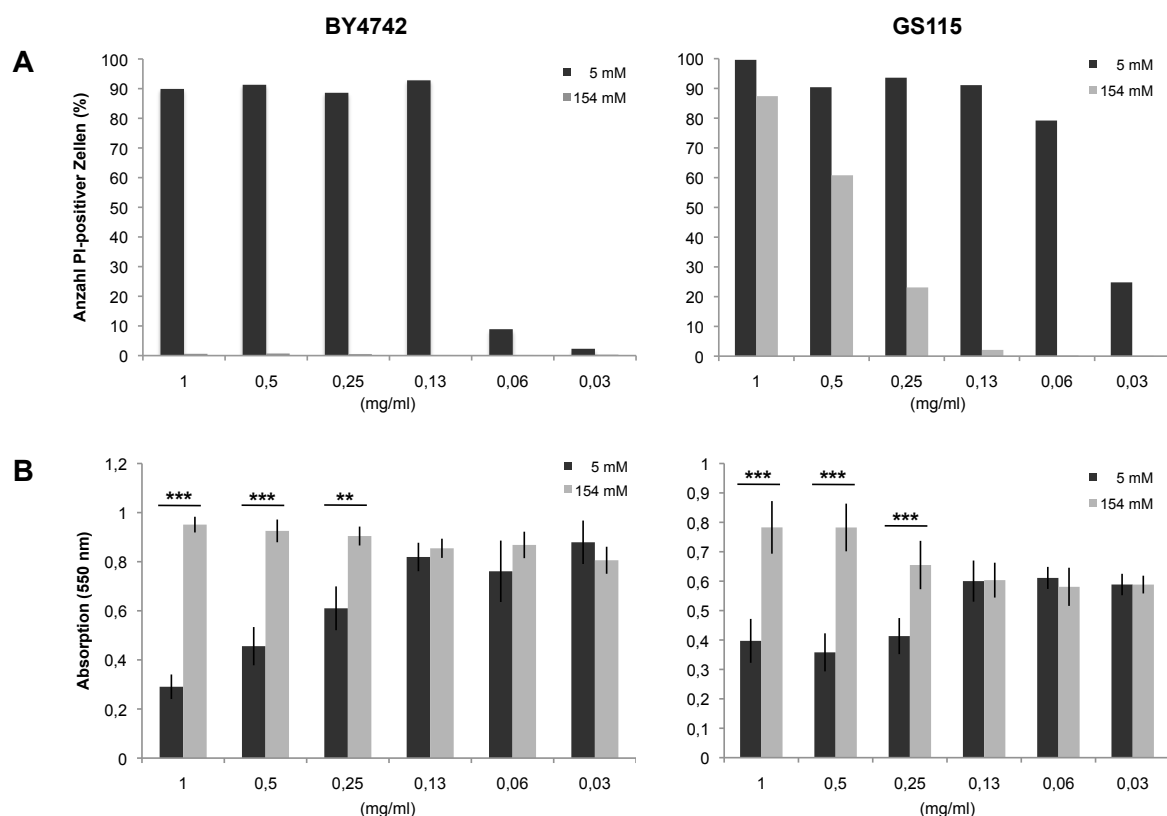 BY4742
GS115
A
Anzahl PI-positiver Zellen (%)
100
90
80
70
60
50
40
30
20
10
0
5 mM
154 mM
1 0,5 0,25 0,13 0,06 0,03
(mg/ml)
100
90
80
70
60
50
40
30
20
10
0
5 mM
154 mM
1 0,5 0,25 0,13 0,06 0,03
(mg/ml)
B
Absorption (550 nm)
1,2
1
0,8
0,6
0,4
0,2
0
*** *** **
5 mM
154 mM
1 0,5 0,25 0,13 0,06 0,03
(mg/ml)
1
0,9
0,8
0,7
0,6
0,5
0,4
0,3
0,2
0,1
0
*** *** ***
5 mM
154 mM
1 0,5 0,25 0,13 0,06 0,03
(mg/ml)